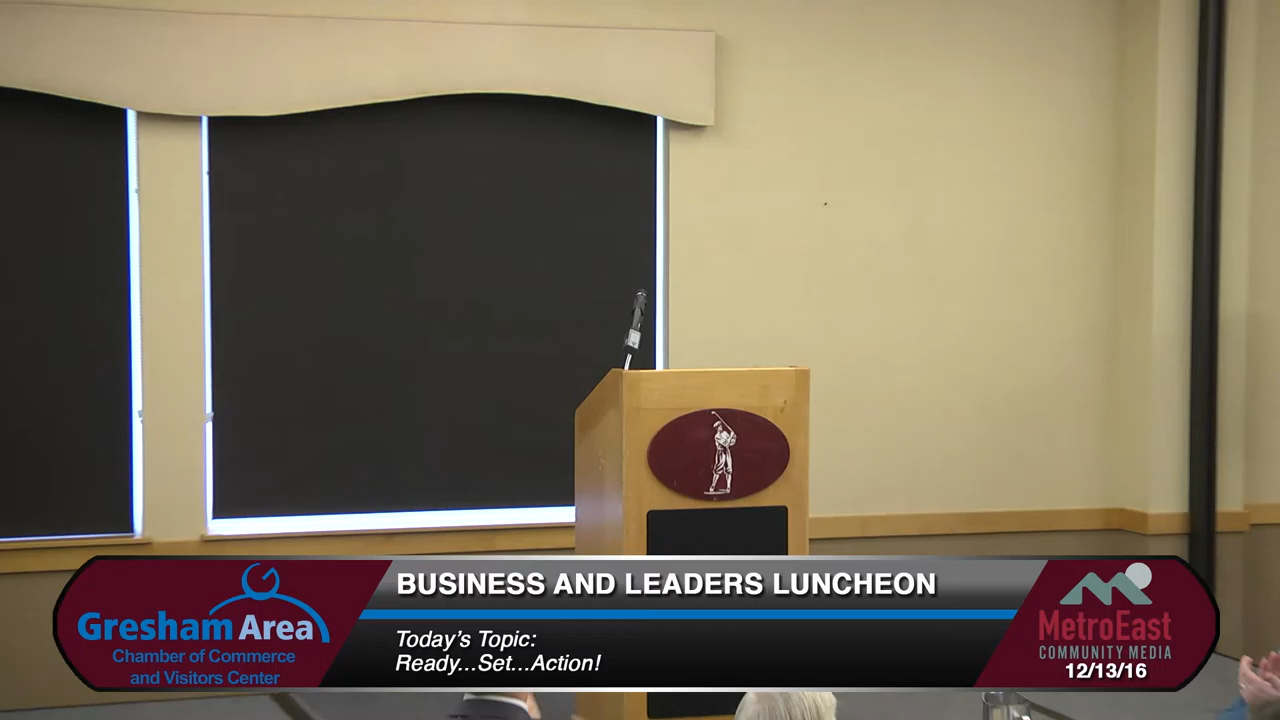 BUSINESS AND LEADERS LUNCHEON
Gresham Area
Chamber of Commerce
and Visitors Center
Today's Topic:
Ready...Set...Action!
MetroEast
COMMUNITY MEDIA
12/13/16